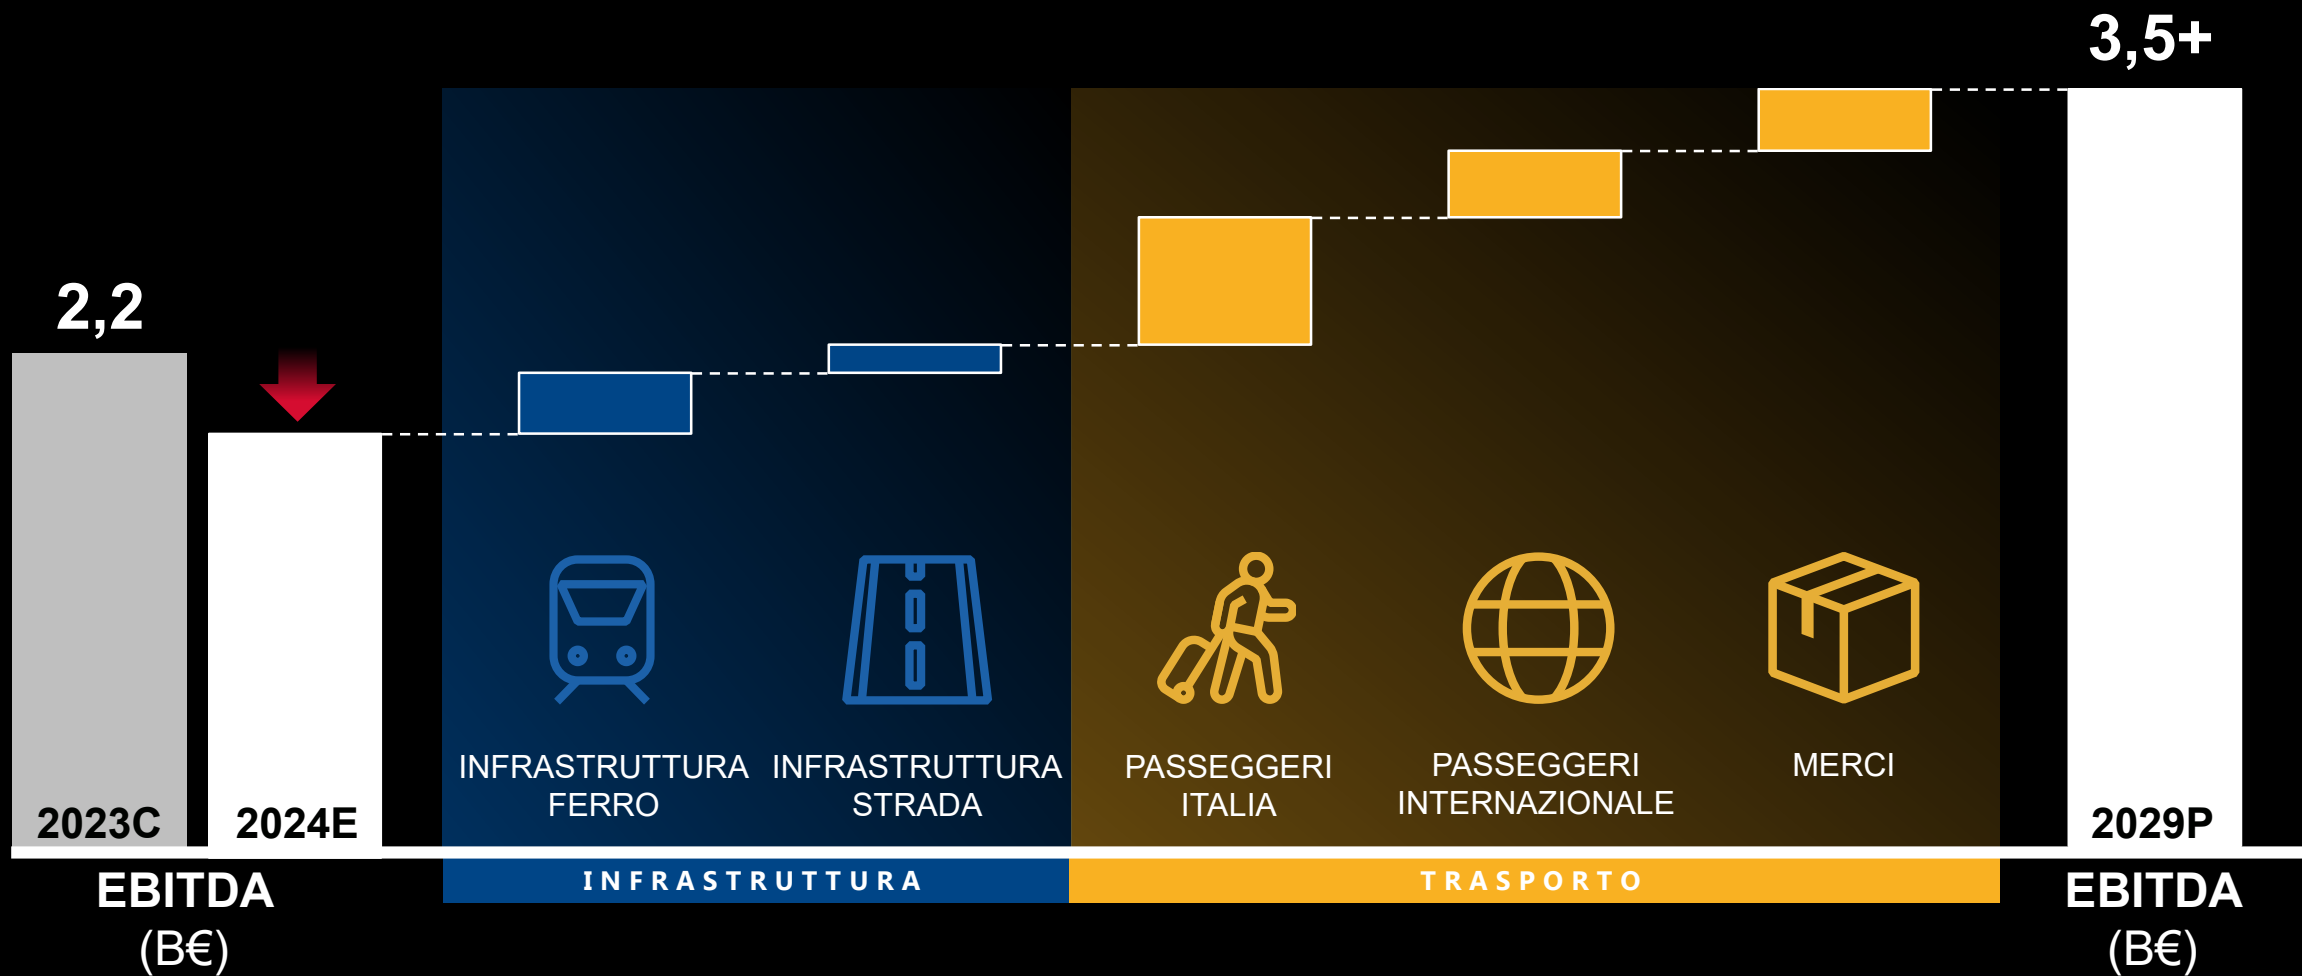 3,5+
2,2
INFRASTRUTTURA
FERRO
INFRASTRUTTURA
STRADA
PASSEGGERI
ITALIA
PASSEGGERI
INTERNAZIONALE
MERCI
2023C
2024E
2029P
INFRASTRUTTURA
TRASPORTO
EBITDA
(B€)
EBITDA
(B€)